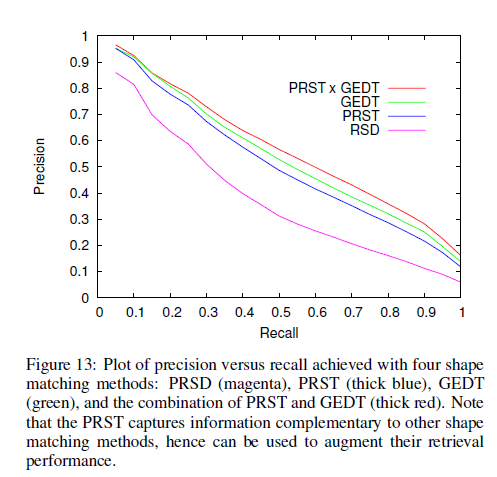 1
0.9
0.8
0.7
0.6
0.5
0.4
0.3
0.2
0.1
0
Precision
PRST x GEDT
GEDT
PRST
RSD
0 0.1 0.2 0.3 0.4 0.5 0.6 0.7 0.8 0.9 1
Recall
Figure 13: Plot of precision versus recall achieved with four shape
matching methods: PRSD (magenta), PRST (thick blue), GEDT
(green), and the combination of PRST and GEDT (thick red). Note
that the PRST captures information complementary to other shape
matching methods, hence can be used to augment their retrieval
performance.